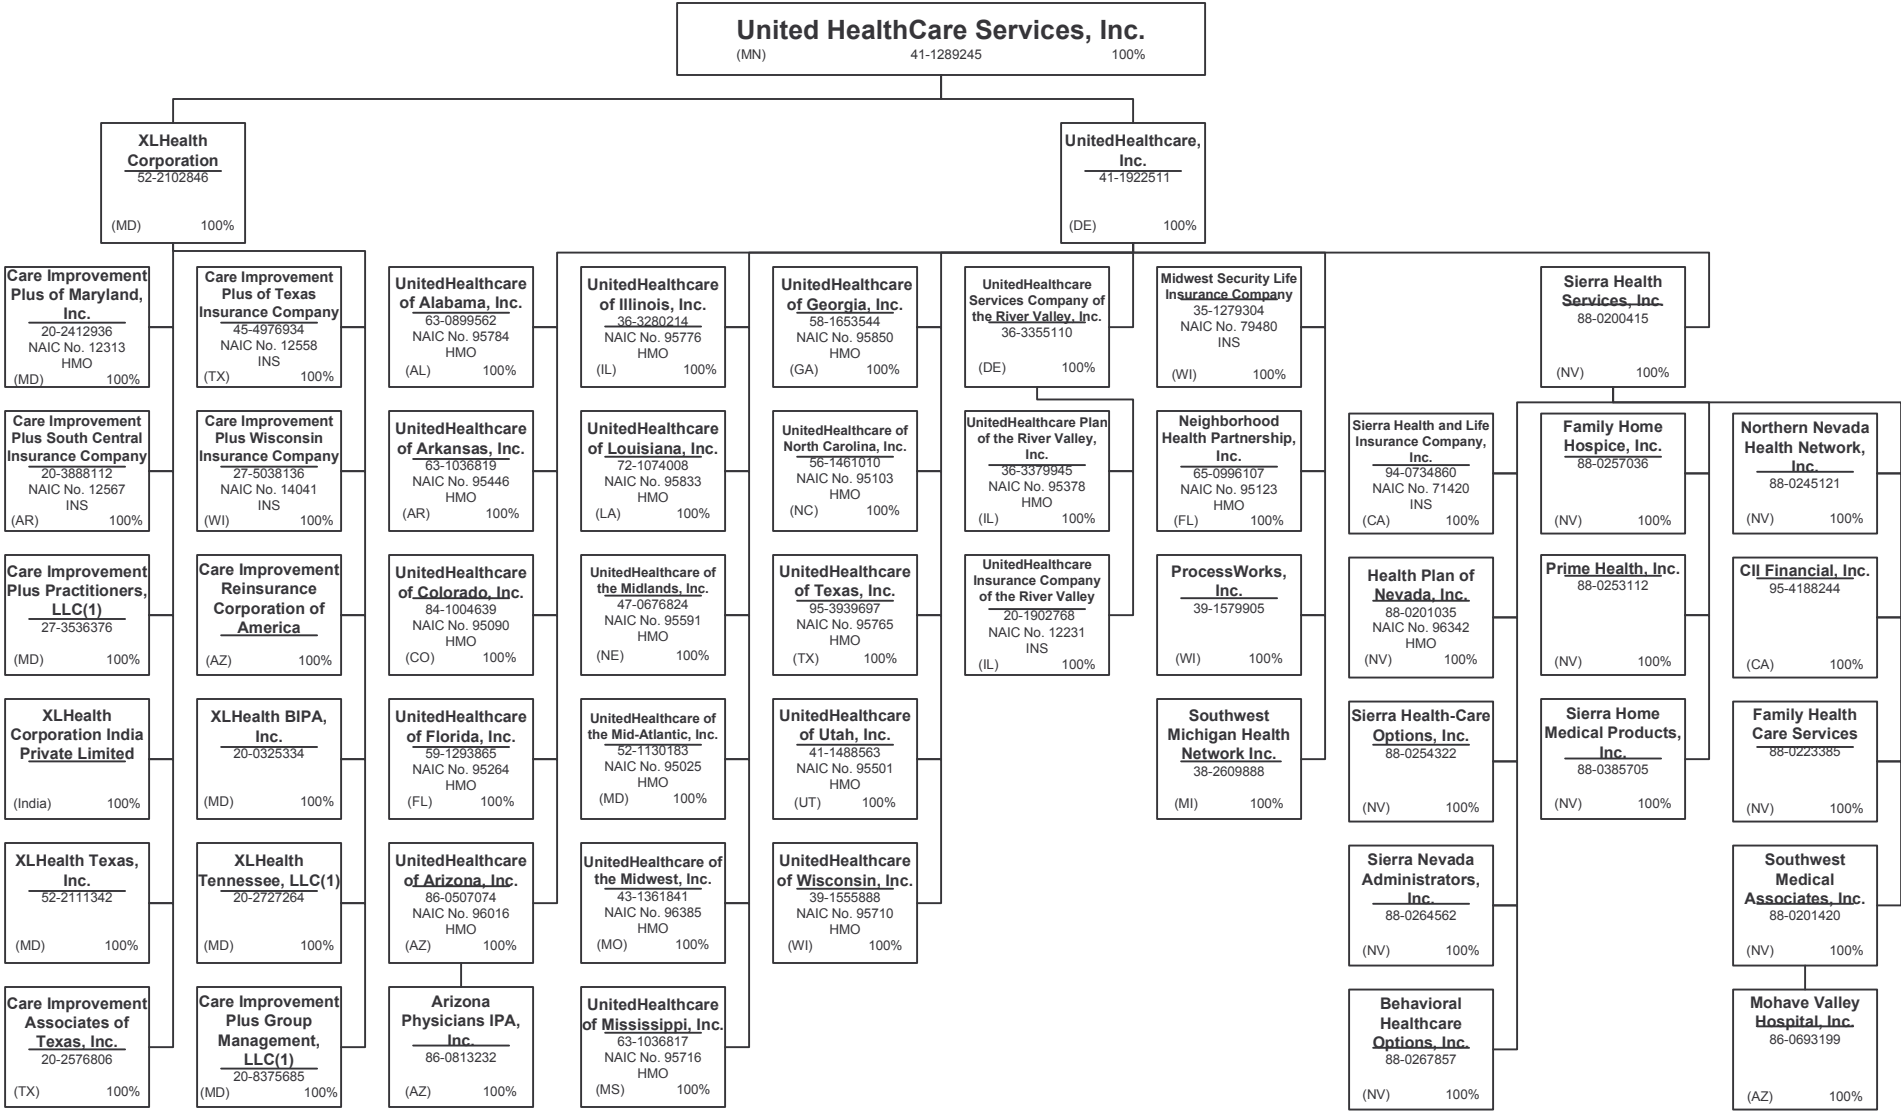 United HealthCare Services, Inc.
(MN) 41-1289245 100%
XLHealth
Corporation
52-2102846
(MD) 100%
UnitedHealthcare,
Inc.
41-1922511
(DE) 100%
Care Improvement
Plus of Maryland,
Inc.
20-2412936
NAIC No. 12313
HMO
(MD) 100%
Care Improvement
Plus of Texas
Insurance Company
45-4976934
NAIC No. 12558
INS
(TX) 100%
UnitedHealthcare
of Alabama, Inc.
63-0899562
NAIC No. 95784
HMO
(AL) 100%
UnitedHealthcare
of Illinois, Inc.
36-3280214
NAIC No. 95776
HMO
(IL) 100%
UnitedHealthcare
of Georgia, Inc.
58-1653544
NAIC No. 95850
HMO
(GA) 100%
UnitedHealthcare
Services Company of
the River Valley, Inc.
36-3355110
(DE) 100%
Midwest Security Life
Insurance Company
35-1279304
NAIC No. 79480
INS
(WI) 100%
Sierra Health
Services, Inc.
88-0200415
(NV) 100%
Care Improvement
Plus South Central
Insurance Company
20-3888112
NAIC No. 12567
INS
(AR) 100%
Care Improvement
Plus Wisconsin
Insurance Company
27-5038136
NAIC No. 14041
INS
(WI) 100%
UnitedHealthcare
of Arkansas, Inc.
63-1036819
NAIC No. 95446
HMO
(AR) 100%
UnitedHealthcare
of Louisiana, Inc.
72-1074008
NAIC No. 95833
HMO
(LA) 100%
UnitedHealthcare of
North Carolina, Inc.
56-1461010
NAIC No. 95103
HMO
(NC) 100%
UnitedHealthcare Plan
of the River Valley,
Inc.
36-3379945
NAIC No. 95378
HMO
(IL) 100%
Neighborhood
Health Partnership,
Inc.
65-0996107
NAIC No. 95123
HMO
(FL) 100%
Sierra Health and Life
Insurance Company,
Inc.
94-0734860
NAIC No. 71420
INS
(CA) 100%
Family Home
Hospice, Inc.
88-0257036
(NV) 100%
Northern Nevada
Health Network,
Inc.
88-0245121
(NV) 100%
Care Improvement
Plus Practitioners,
LLC(1)
27-3536376
(MD) 100%
Care Improvement
Reinsurance
Corporation of
America
(AZ) 100%
UnitedHealthcare
of Colorado, Inc.
84-1004639
NAIC No. 95090
HMO
(CO) 100%
UnitedHealthcare of
the Midlands, Inc.
47-0676824
NAIC No. 95591
HMO
(NE) 100%
UnitedHealthcare
of Texas, Inc.
95-3939697
NAIC No. 95765
HMO
(TX) 100%
UnitedHealthcare
Insurance Company
of the River Valley
20-1902768
NAIC No. 12231
INS
(IL) 100%
ProcessWorks,
Inc.
39-1579905
(WI) 100%
Health Plan of
Nevada, Inc.
88-0201035
NAIC No. 96342
HMO
(NV) 100%
Prime Health, Inc.
88-0253112
(NV) 100%
CII Financial, Inc.
95-4188244
(CA) 100%
XLHealth
Corporation India
Private Limited
(India) 100%
XLHealth BIPA,
Inc.
20-0325334
(MD) 100%
UnitedHealthcare
of Florida, Inc.
59-1293865
NAIC No. 95264
HMO
(FL) 100%
UnitedHealthcare of
the Mid-Atlantic, Inc.
52-1130183
NAIC No. 95025
HMO
(MD) 100%
UnitedHealthcare
of Utah, Inc.
41-1488563
NAIC No. 95501
HMO
(UT) 100%
Southwest
Michigan Health
Network Inc.
38-2609888
(MI) 100%
Sierra Health-Care
Options, Inc.
88-0254322
(NV) 100%
Sierra Home
Medical Products,
Inc.
88-0385705
(NV) 100%
Family Health
Care Services
88-0223385
(NV) 100%
XLHealth Texas,
Inc.
52-2111342
(MD) 100%
XLHealth
Tennessee, LLC(1)
20-2727264
(MD) 100%
UnitedHealthcare
of Arizona, Inc.
86-0507074
NAIC No. 96016
HMO
(AZ) 100%
UnitedHealthcare of
the Midwest, Inc.
43-1361841
NAIC No. 96385
HMO
(MO) 100%
UnitedHealthcare
of Wisconsin, Inc.
39-1555888
NAIC No. 95710
HMO
(WI) 100%
Sierra Nevada
Administrators,
Inc.
88-0264562
(NV) 100%
Southwest
Medical
Associates, Inc.
88-0201420
(NV) 100%
Care Improvement
Associates of
Texas, Inc.
20-2576806
(TX) 100%
Care Improvement
Plus Group
Management,
LLC(1)
20-8375685
(MD) 100%
Arizona
Physicians IPA,
Inc.
86-0813232
(AZ) 100%
UnitedHealthcare
of Mississippi, Inc.
63-1036817
NAIC No. 95716
HMO
(MS) 100%
Behavioral
Healthcare
Options, Inc.
88-0267857
(NV) 100%
Mohave Valley
Hospital, Inc.
86-0693199
(AZ) 100%